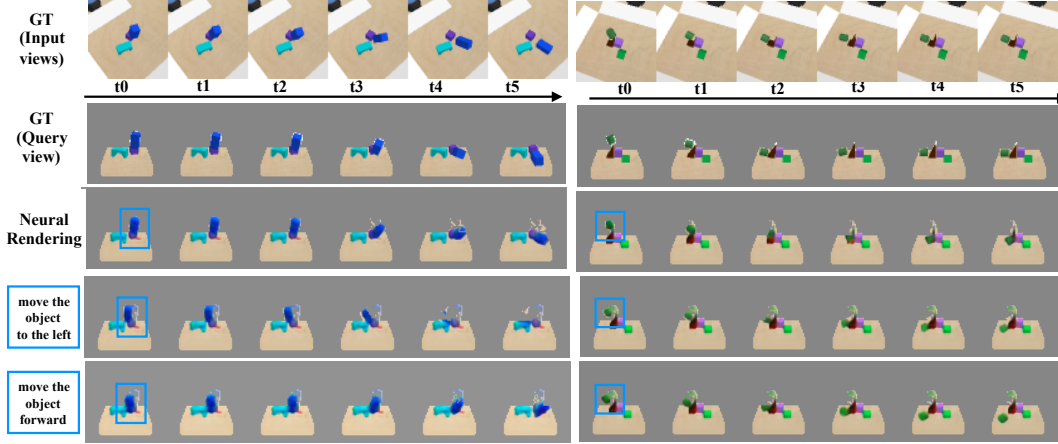 GT
(Input
views)
t0 t1 t2 t3 t4 t5
t0 t1 t2 t3 t4 t5
GT
(Query
view)
Neural
Rendering
move the
object
to the left
move the
object
forward